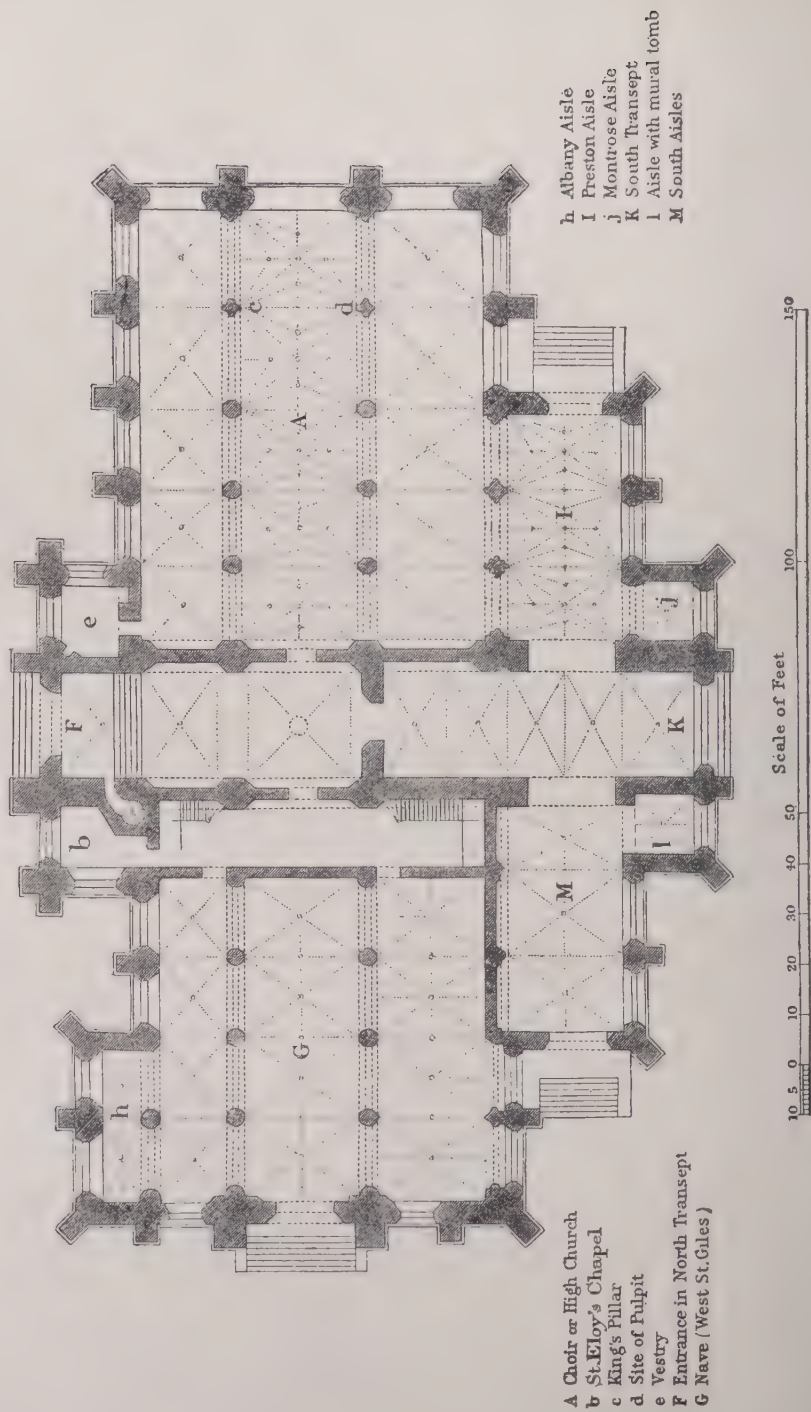 F
b
e
h
c
A
d
G
I
M
j
l
K
A Choir or High Church
b St.Eloy's Chapel
c King's Pillar
d Site of Pulpit
e Vestry
F Entrance in North Transept
G Nave (West St.Giles)
h Albany Aisle
I Preston Aisle
j Montrose Aisle
K South Transept
l Aisle with mural tomb
M South Aisles
Scale of Feet
10 5 0 10 20 30 40 50 100 150